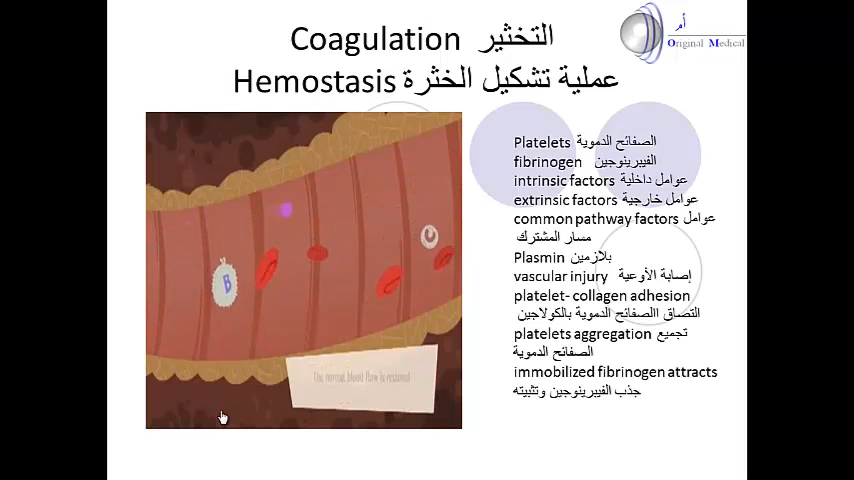 Coagulation التخثير
Hemostasis عملية تشكيل الخثرة
أم
Original Medical
Platelets الصفائح الدموية
fibrinogen الفيبرينوجين
intrinsic factors عوامل داخلية
extrinsic factors عوامل خارجية
common pathway factors عوامل
مسار المشترك
Plasmin بلازمين
vascular injury إصابة الأوعية
platelet- collagen adhesion
التصاق االصفائح الدموية بالكولاجين
platelets aggregation تجميع
الصفائح الدموية
immobilized fibrinogen attracts
جذب الفيبرينوجين وتثبيته
B
The normal blood flow is restored